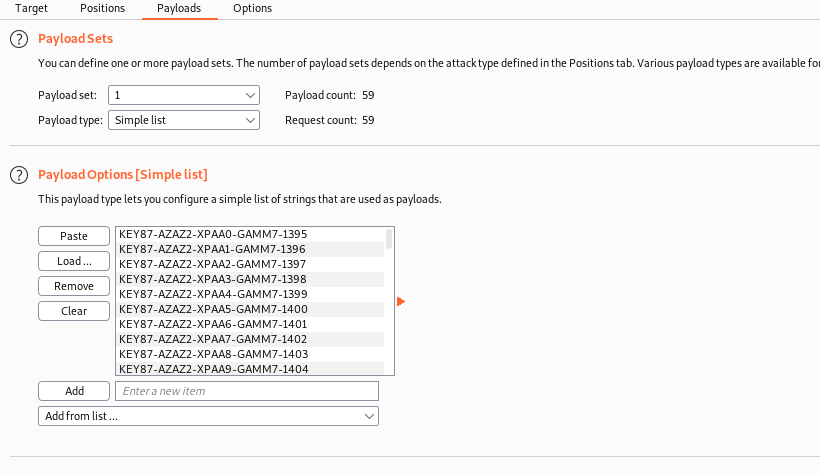 Target Positions Payloads Options
? Payload Sets
You can define one or more payload sets. The number of payload sets depends on the attack type defined in the Positions tab. Various payload types are available for
Payload set: 1 Payload count: 59
Payload type: Simple list Request count: 59
? Payload Options [Simple list]
This payload type lets you configure a simple list of strings that are used as payloads.
Paste
Load ...
Remove
Clear
KEY87-AZAZ2-XPAA0-GAMM7-1395
KEY87-AZAZ2-XPAA1-GAMM7-1396
KEY87-AZAZ2-XPAA2-GAMM7-1397
KEY87-AZAZ2-XPAA3-GAMM7-1398
KEY87-AZAZ2-XPAA4-GAMM7-1399
KEY87-AZAZ2-XPAA5-GAMM7-1400
KEY87-AZAZ2-XPAA6-GAMM7-1401
KEY87-AZAZ2-XPAA7-GAMM7-1402
KEY87-AZAZ2-XPAA8-GAMM7-1403
KEY87-AZAZ2-XPAA9-GAMM7-1404
Add Enter a new item
Add from list ...